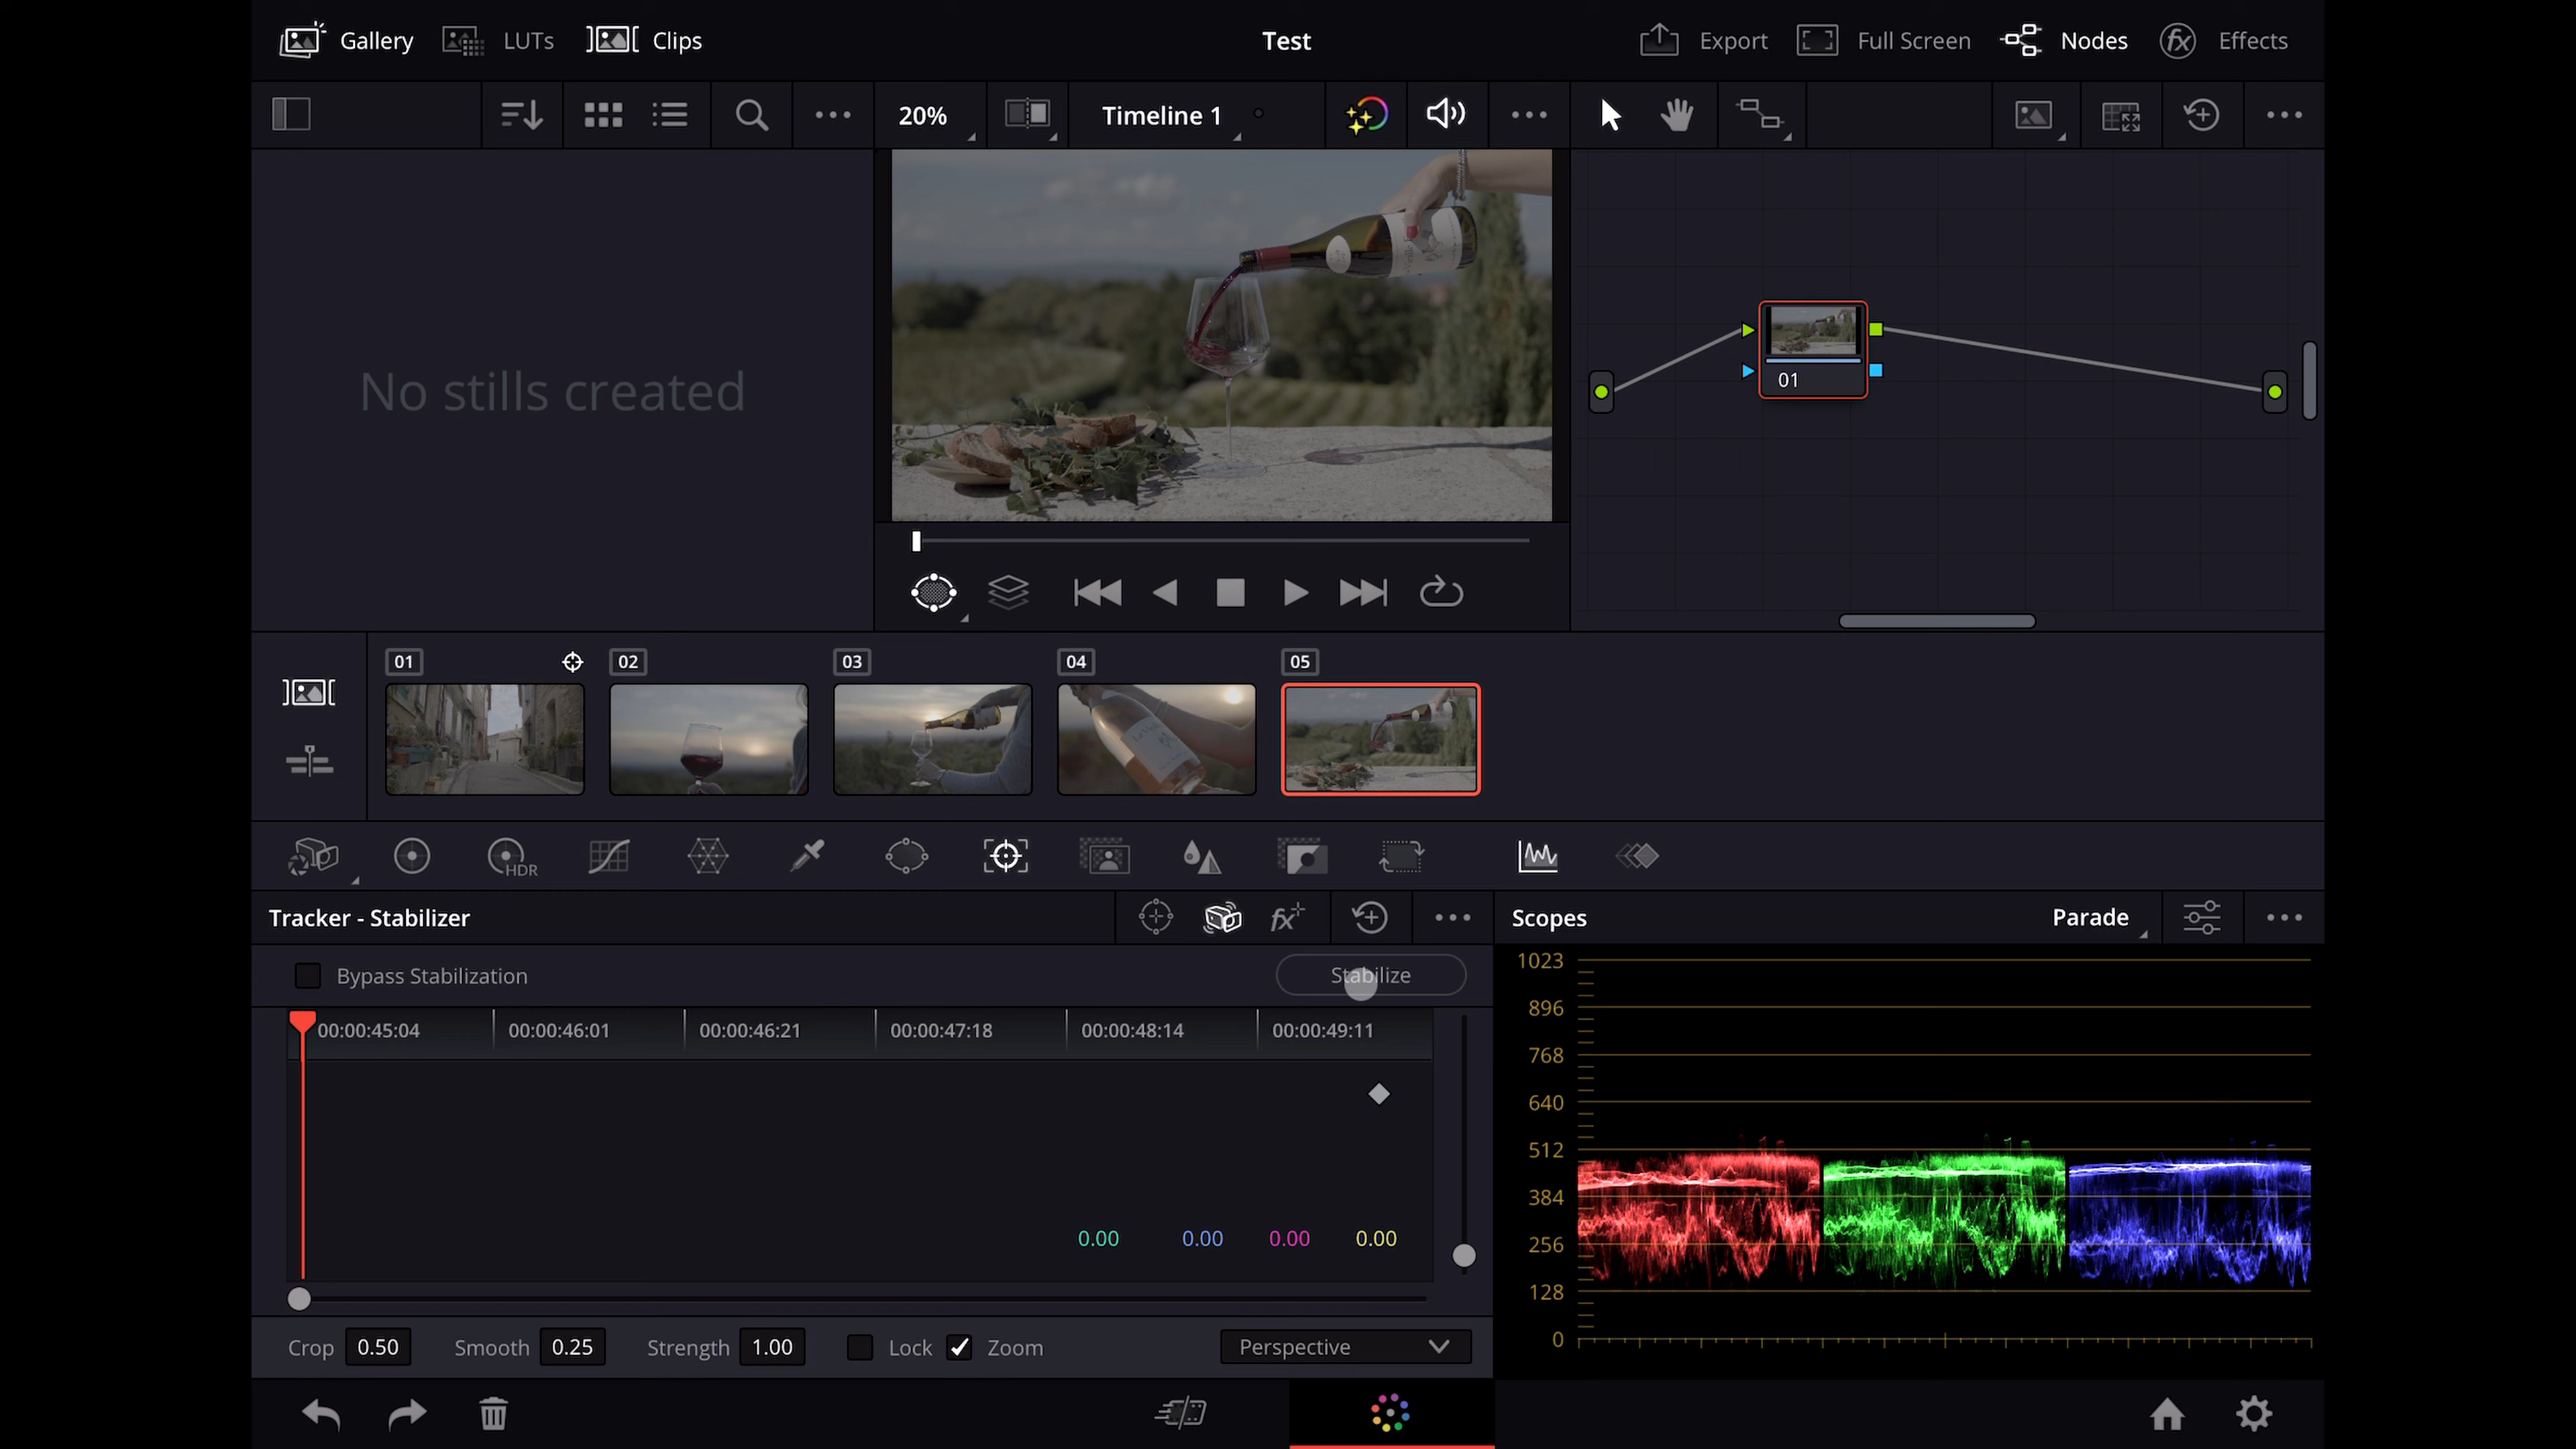 Gallery LUTs Clips Test Export Full Screen Nodes Effects
20% Timeline 1
No stills created
01
01 02 03 04 05
HDR
Tracker - Stabilizer
Scopes Parade
Bypass Stabilization Stabilize
00:00:45:04 00:00:46:01 00:00:46:21 00:00:47:18 00:00:48:14 00:00:49:11
0.00 0.00 0.00 0.00
1023
896
768
640
512
384
256
128
0
Crop 0.50 Smooth 0.25 Strength 1.00 Lock Zoom Perspective